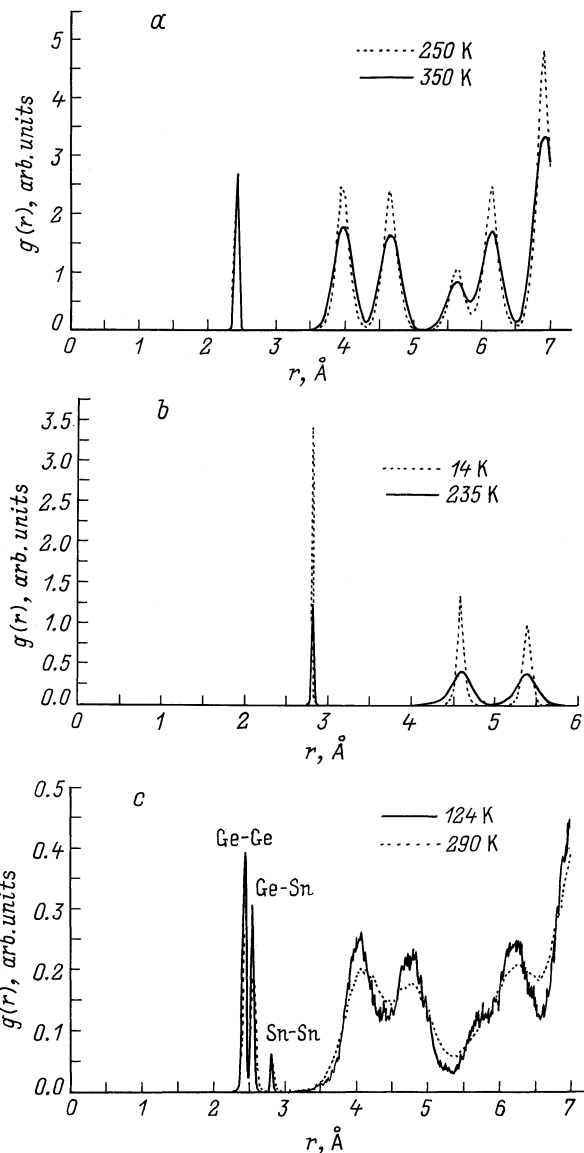 a
g(r), arb.units
5
4
3
2
1
0
250 K
350 K
0 1 2 3 4 5 6 7
r, Å
b
g(r), arb. units
3.5
3.0
2.5
2.0
1.5
1.0
0.5
0.0
14 K
235 K
0 1 2 3 4 5 6
r, Å
c
g(r), arb. units
0.5
0.4
0.3
0.2
0.1
0.0
124 K
290 K
Ge-Ge
Ge-Sn
Sn-Sn
0 1 2 3 4 5 6 7
r, Å